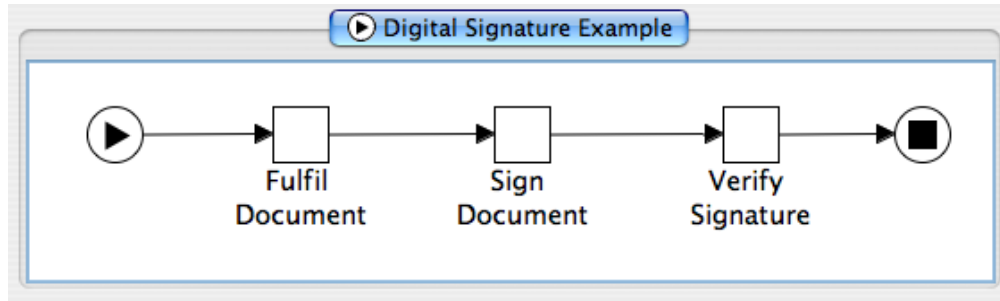 Digital Signature Example
Fulfil
Document
Sign
Document
Verify
Signature